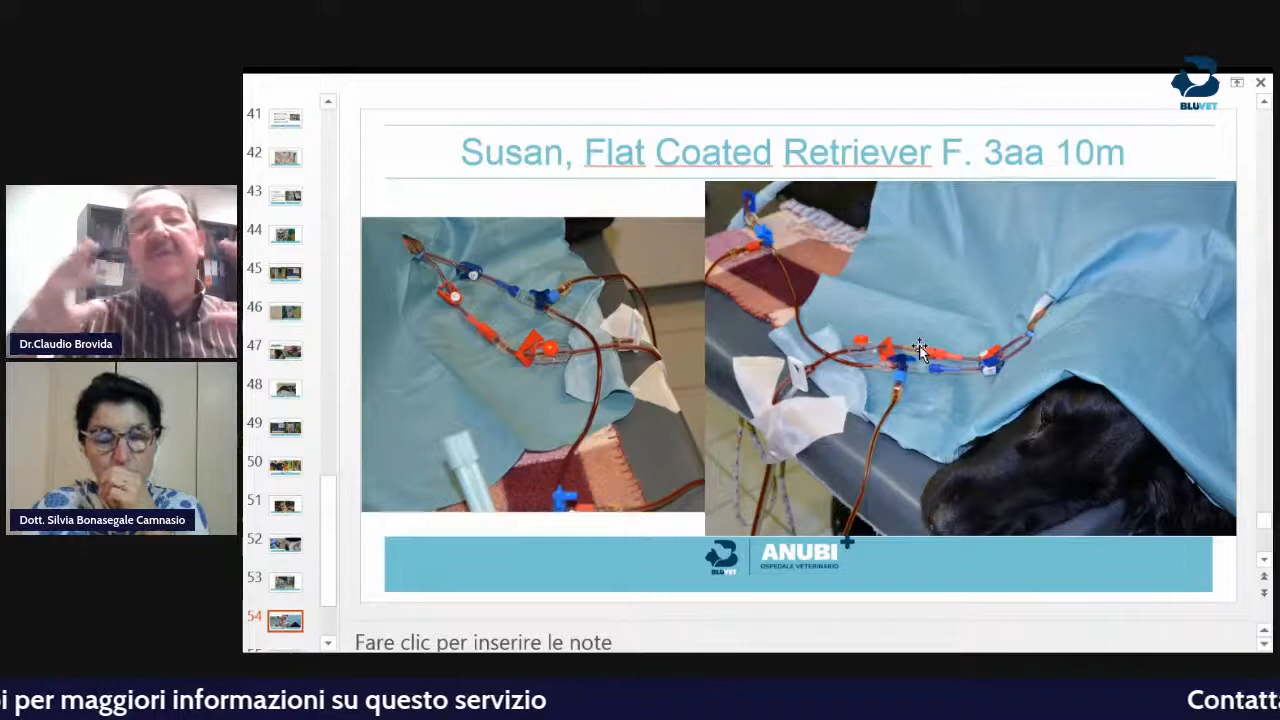 BLUVET
41
42
43
44
45
46
47
48
49
50
51
52
53
54
Susan, Flat Coated Retriever F. 3aa 10m
Dr.Claudio Brovida
Dott. Silvia Bonasegale Camnasio
BLUVET
ANUBI
OSPEDALE VETERINARIO
Fare clic per inserire le note
i per maggiori informazioni su questo servizio
Contatta